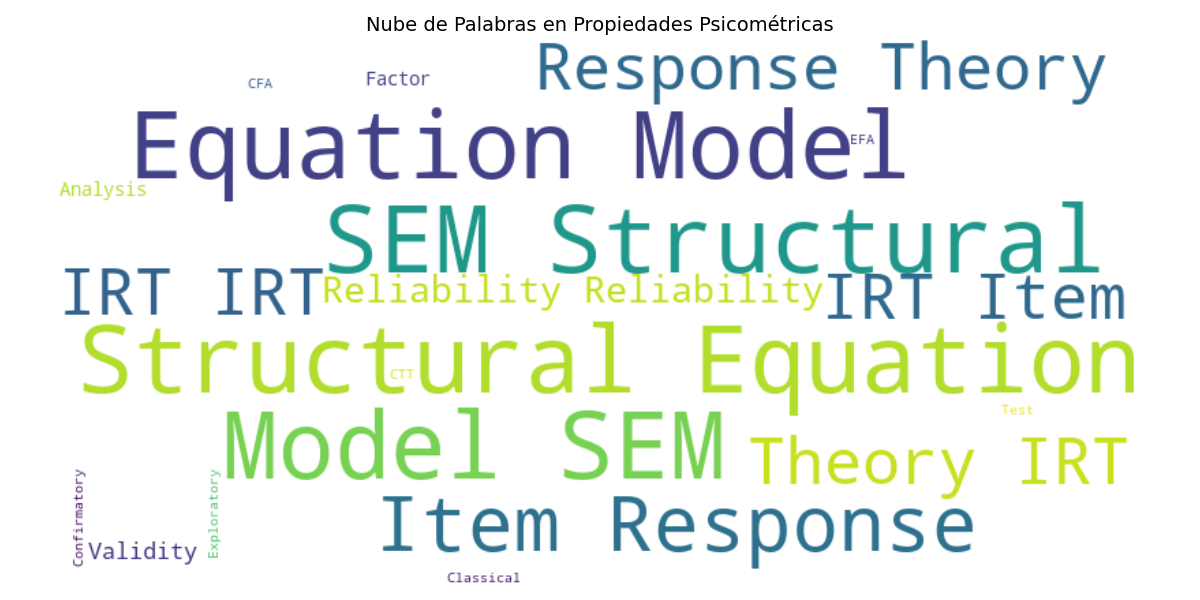 Nube de Palabras en Propiedades Psicométricas
Response Theory
CFA
Factor
Equation Model
EFA
Analysis
SEM Structural
IRT IRT
Reliability Reliability
IRT Item
Structural Equation
CTT
Test
Model SEM
Theory IRT
Confirmatory
Exploratory
Item Response
Validity
Classical